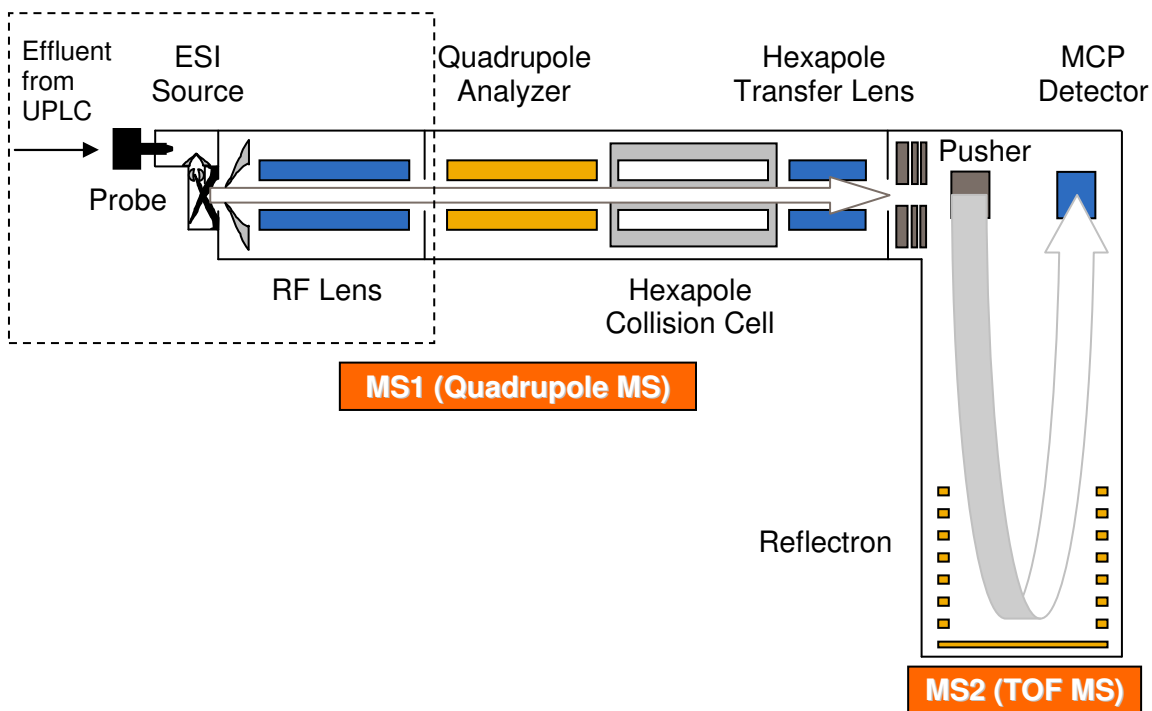 Effluent
from
UPLC
ESI
Source
Quadrupole
Analyzer
Hexapole
Transfer Lens
MCP
Detector
Probe
Pusher
RF Lens
Hexapole
Collision Cell
MS1 (Quadrupole MS)
Reflectron
MS2 (TOF MS)